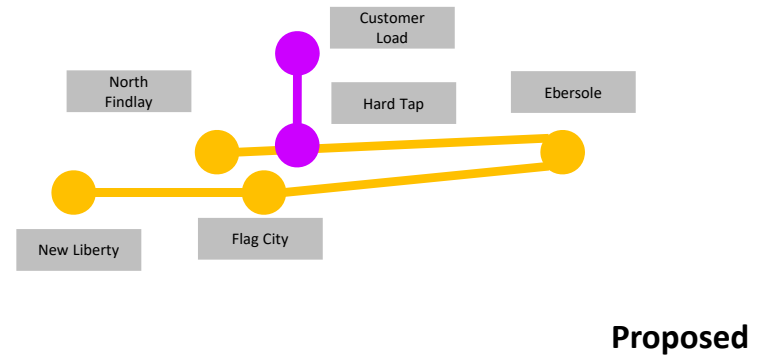 Customer
Load
North
Findlay
Hard Tap
Ebersole
New Liberty
Flag City
Proposed